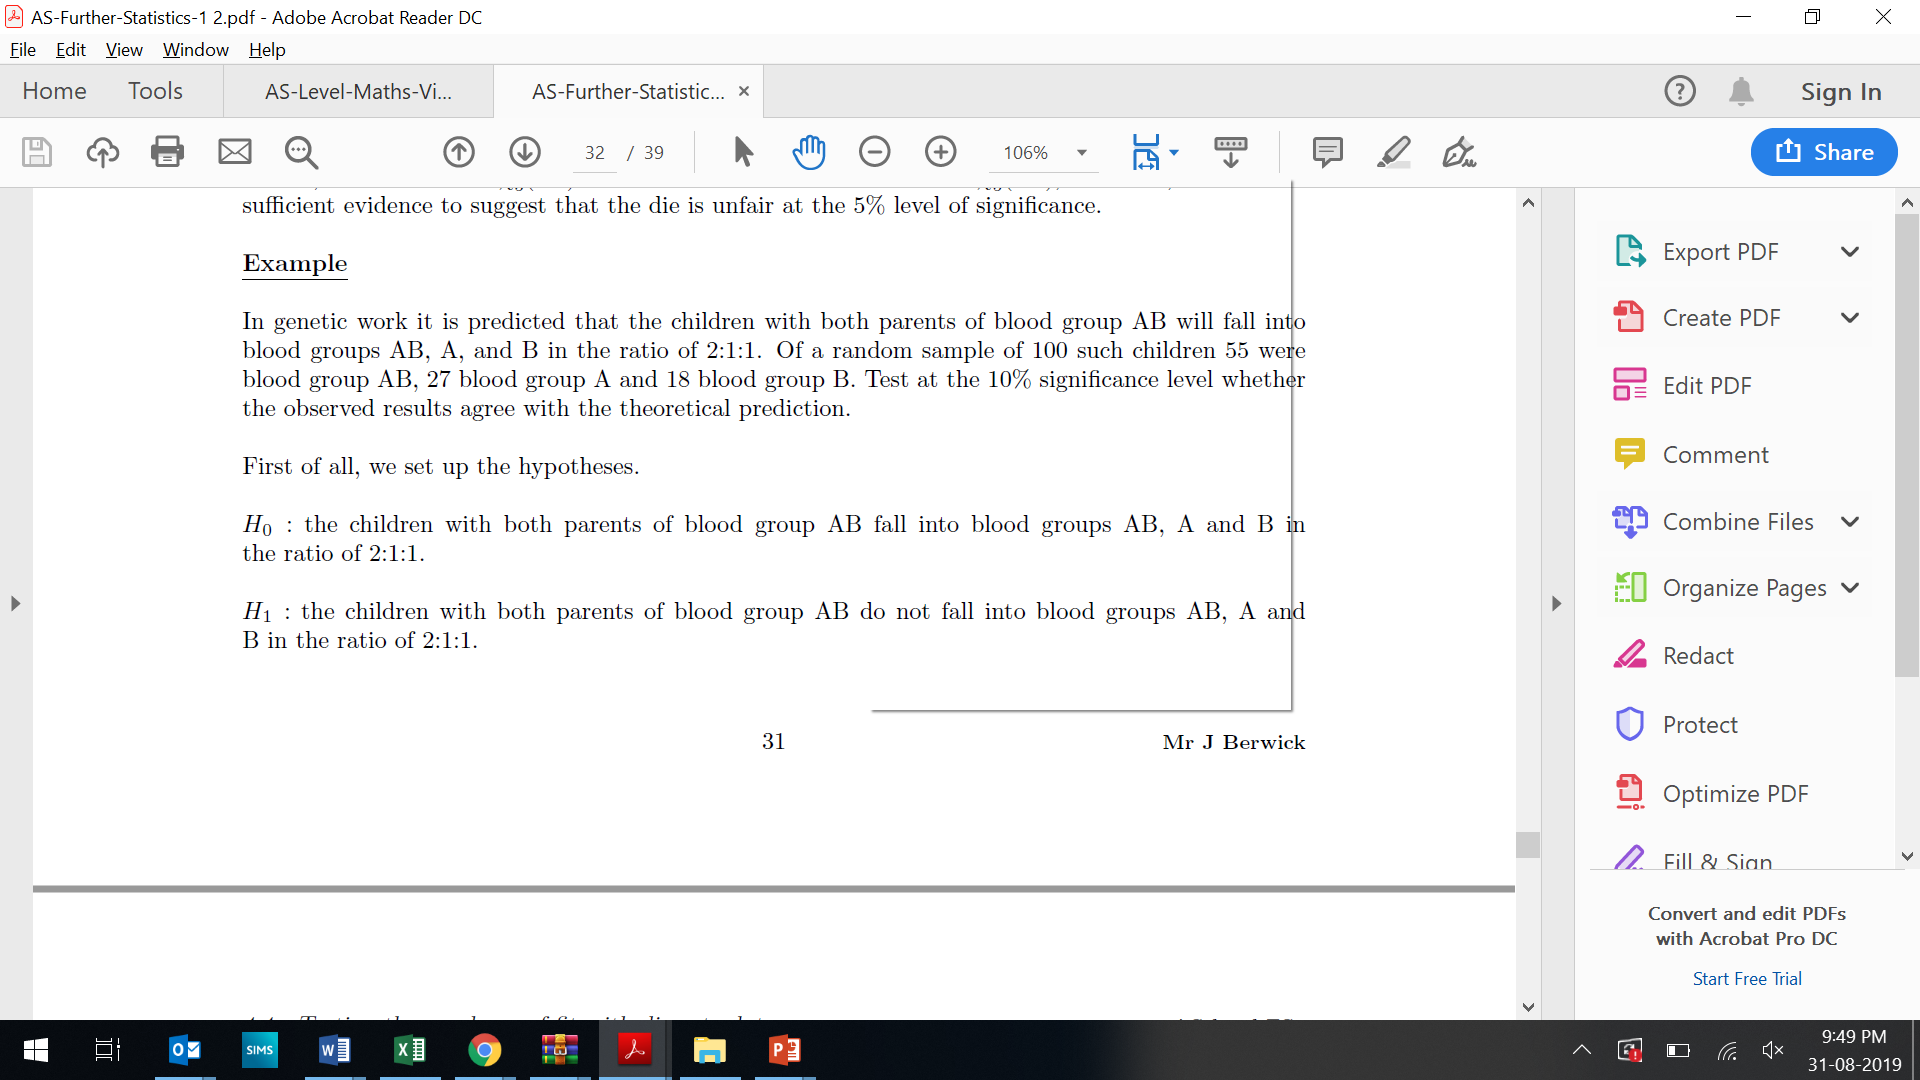 AS-Further-Statistics-1 2.pdf - Adobe Acrobat Reader DC
File Edit View Window Help
Home Tools AS-Level-Maths-Vi... AS-Further-Statistic... × Sign In
32 / 39 106% Share
sufficient evidence to suggest that the die is unfair at the 5% level of significance.
Example
In genetic work it is predicted that the children with both parents of blood group AB will fall into
blood groups AB, A, and B in the ratio of 2:1:1. Of a random sample of 100 such children 55 were
blood group AB, 27 blood group A and 18 blood group B. Test at the 10% significance level whether
the observed results agree with the theoretical prediction.
First of all, we set up the hypotheses.
H0 : the children with both parents of blood group AB fall into blood groups AB, A and B in
the ratio of 2:1:1.
H1 : the children with both parents of blood group AB do not fall into blood groups AB, A and
B in the ratio of 2:1:1.
31 Mr J Berwick
Export PDF
Create PDF
Edit PDF
Comment
Combine Files
Organize Pages
Redact
Protect
Optimize PDF
Fill & Sign
Convert and edit PDFs
with Acrobat Pro DC
Start Free Trial
SIMS
9:49 PM
31-08-2019